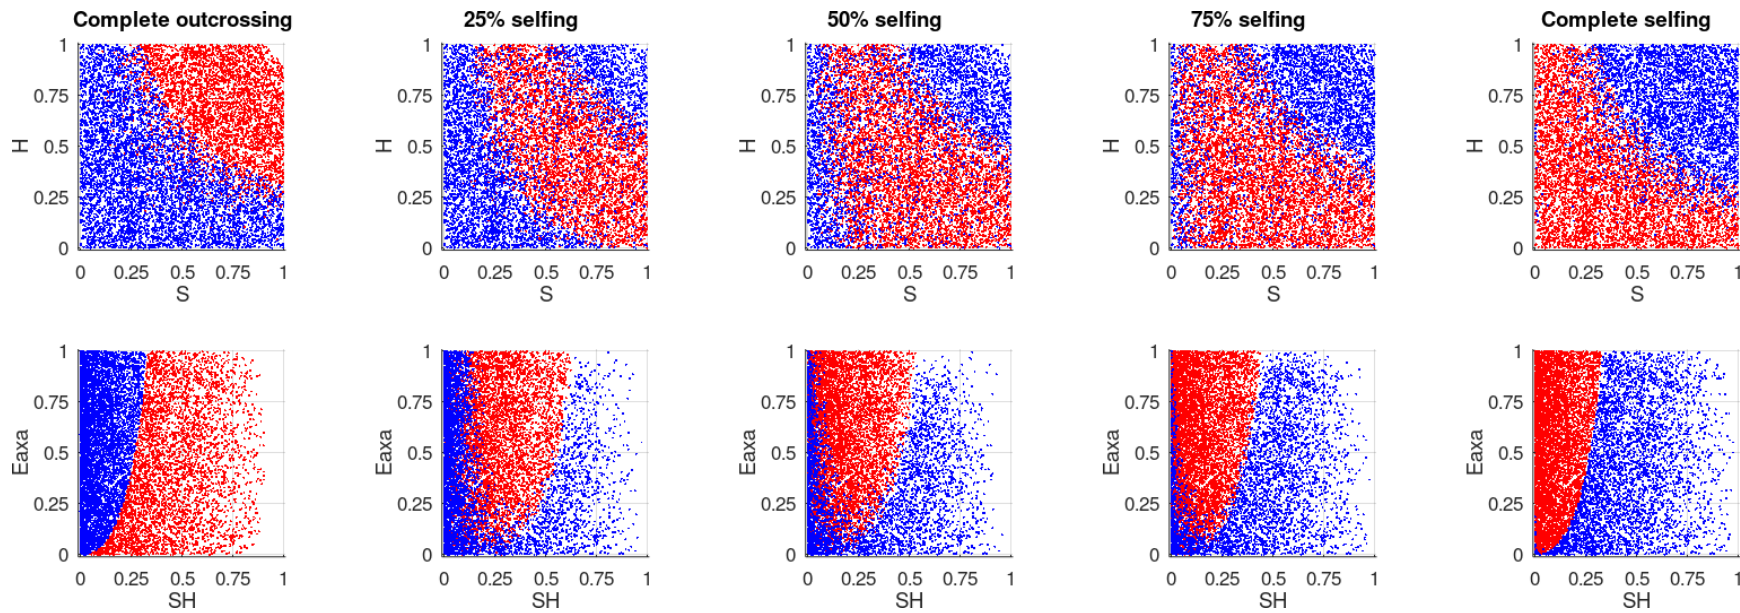 Complete outcrossing 25% selfing 50% selfing 75% selfing Complete selfing
1 1 1 1 1
0.75 0.75 0.75 0.75 0.75
H 0.5 H 0.5 H 0.5 H 0.5 H 0.5
0.25 0.25 0.25 0.25 0.25
0 0 0 0 0
0 0.25 0.5 0.75 1 0 0.25 0.5 0.75 1 0 0.25 0.5 0.75 1 0 0.25 0.5 0.75 1 0 0.25 0.5 0.75 1
S S S S S
1 1 1 1 1
0.75 0.75 0.75 0.75 0.75
Eaxa 0.5 Eaxa 0.5 Eaxa 0.5 Eaxa 0.5 Eaxa 0.5
0.25 0.25 0.25 0.25 0.25
0 0 0 0 0
0 0.25 0.5 0.75 1 0 0.25 0.5 0.75 1 0 0.25 0.5 0.75 1 0 0.25 0.5 0.75 1 0 0.25 0.5 0.75 1
SH SH SH SH SH